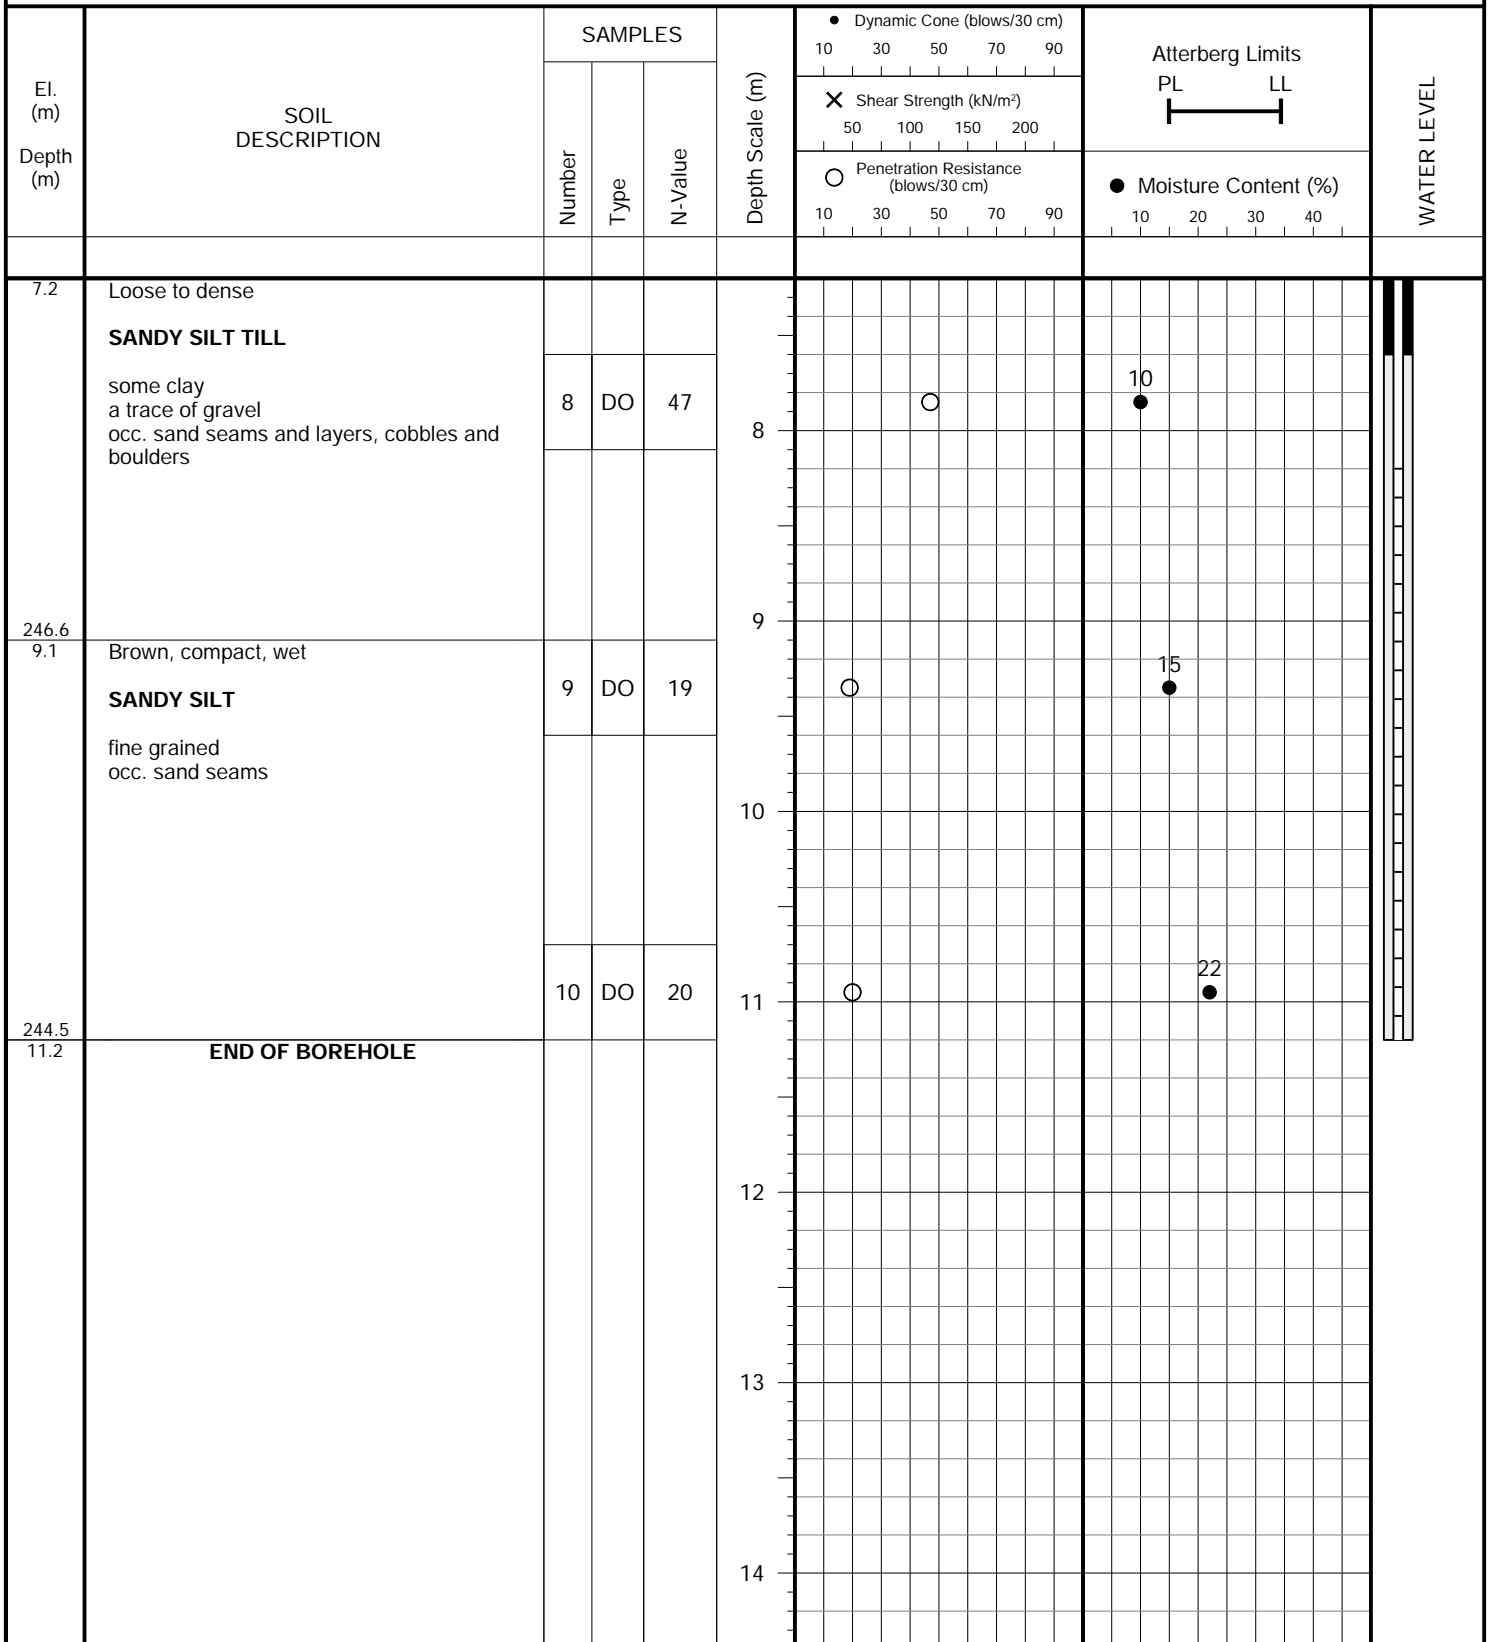 El.
(m)
Depth
(m)
SOIL
DESCRIPTION
SAMPLES
Number
Type
N-Value
Depth Scale (m)
Dynamic Cone (blows/30 cm)
10 30 50 70 90
Shear Strength (kN/m²)
50 100 150 200
Penetration Resistance
(blows/30 cm)
10 30 50 70 90
Atterberg Limits
PL LL
Moisture Content (%)
10 20 30 40
WATER LEVEL
7.2 Loose to dense
SANDY SILT TILL
some clay
a trace of gravel
occ. sand seams and layers, cobbles and
boulders
8 DO 47
10
8
9
246.6
9.1 Brown, compact, wet
SANDY SILT
fine grained
occ. sand seams
9 DO 19
15
10
10 DO 20
22
11
244.5
11.2 END OF BOREHOLE
12
13
14